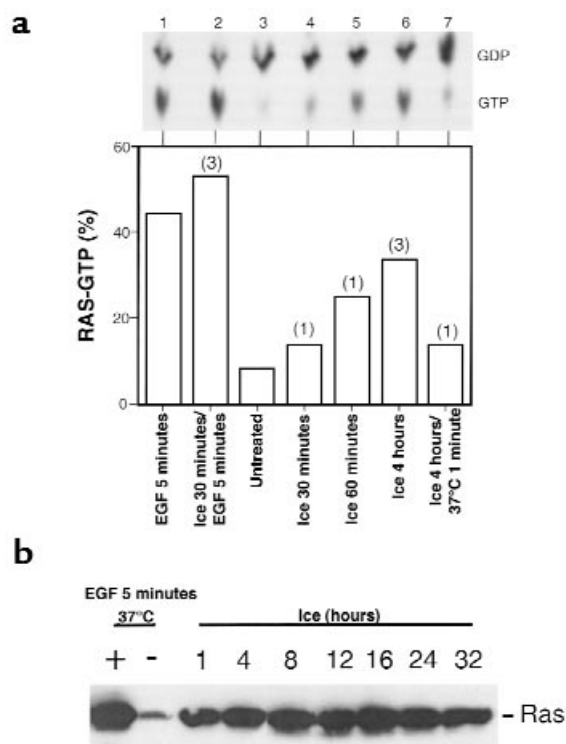 a
1 2 3 4 5 6 7
GDP
GTP
RAS-GTP (%)
60
40
20
0
(3)
(1)
(1)
(3)
(1)
EGF 5 minutes
Ice 30 minutes/
EGF 5 minutes
Untreated
Ice 30 minutes
Ice 60 minutes
Ice 4 hours
Ice 4 hours/
37°C 1 minute
b
EGF 5 minutes
37°C
Ice (hours)
+ - 1 4 8 12 16 24 32
- Ras